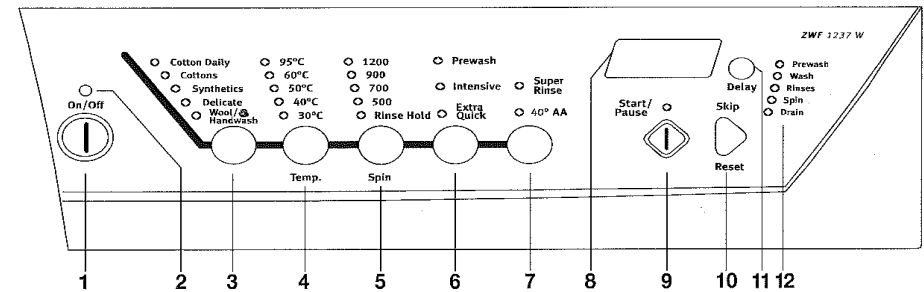 ZWF 1237 W
Cotton Daily
Cottons
Synthetics
Delicate
Wool/
Handwash
95°C
60°C
50°C
40°C
30°C
1200
900
700
500
Rinse Hold
Prewash
Intensive
Extra
Quick
Super
Rinse
40° AA
On/Off
Temp.
Spin
Start/
Pause
Delay
Skip
Reset
Prewash
Wash
Rinses
Spin
Drain
1 2 3 4 5 6 7 8 9 10 11 12